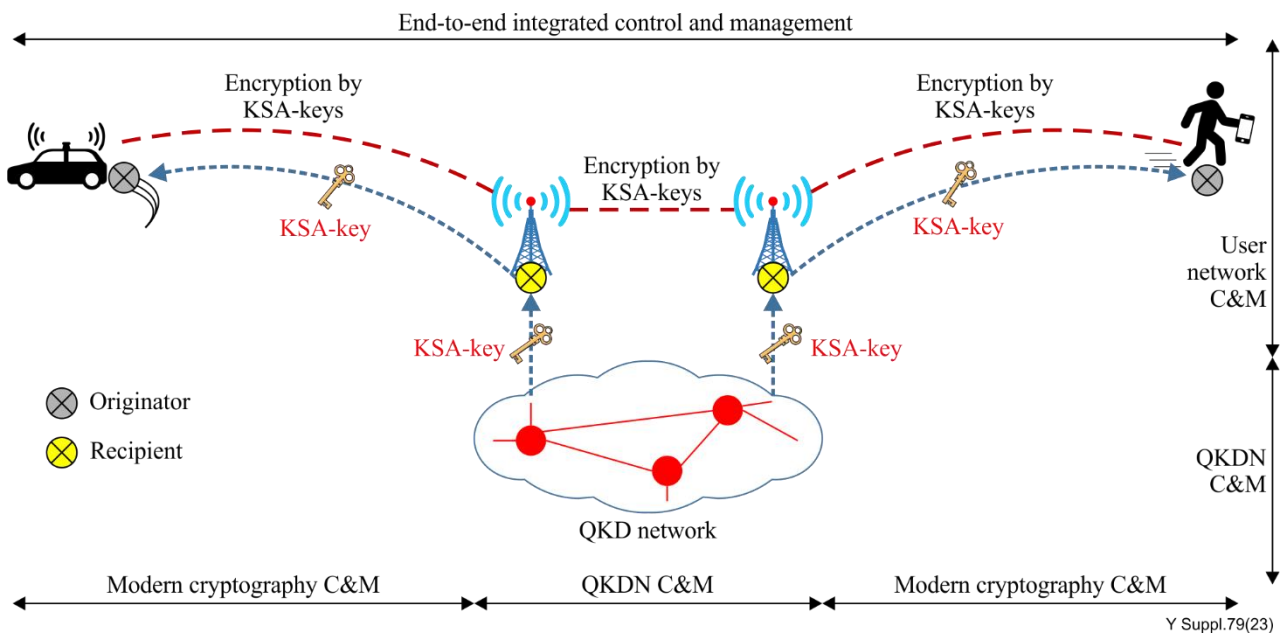 End-to-end integrated control and management
Encryption by
KSA-keys
Encryption by
KSA-keys
Encryption by
KSA-keys
KSA-key
KSA-key
User
network
C&M
KSA-key
KSA-key
Originator
Recipient
QKDN
C&M
QKD network
Modern cryptography C&M
QKDN C&M
Modern cryptography C&M
Y Suppl.79(23)